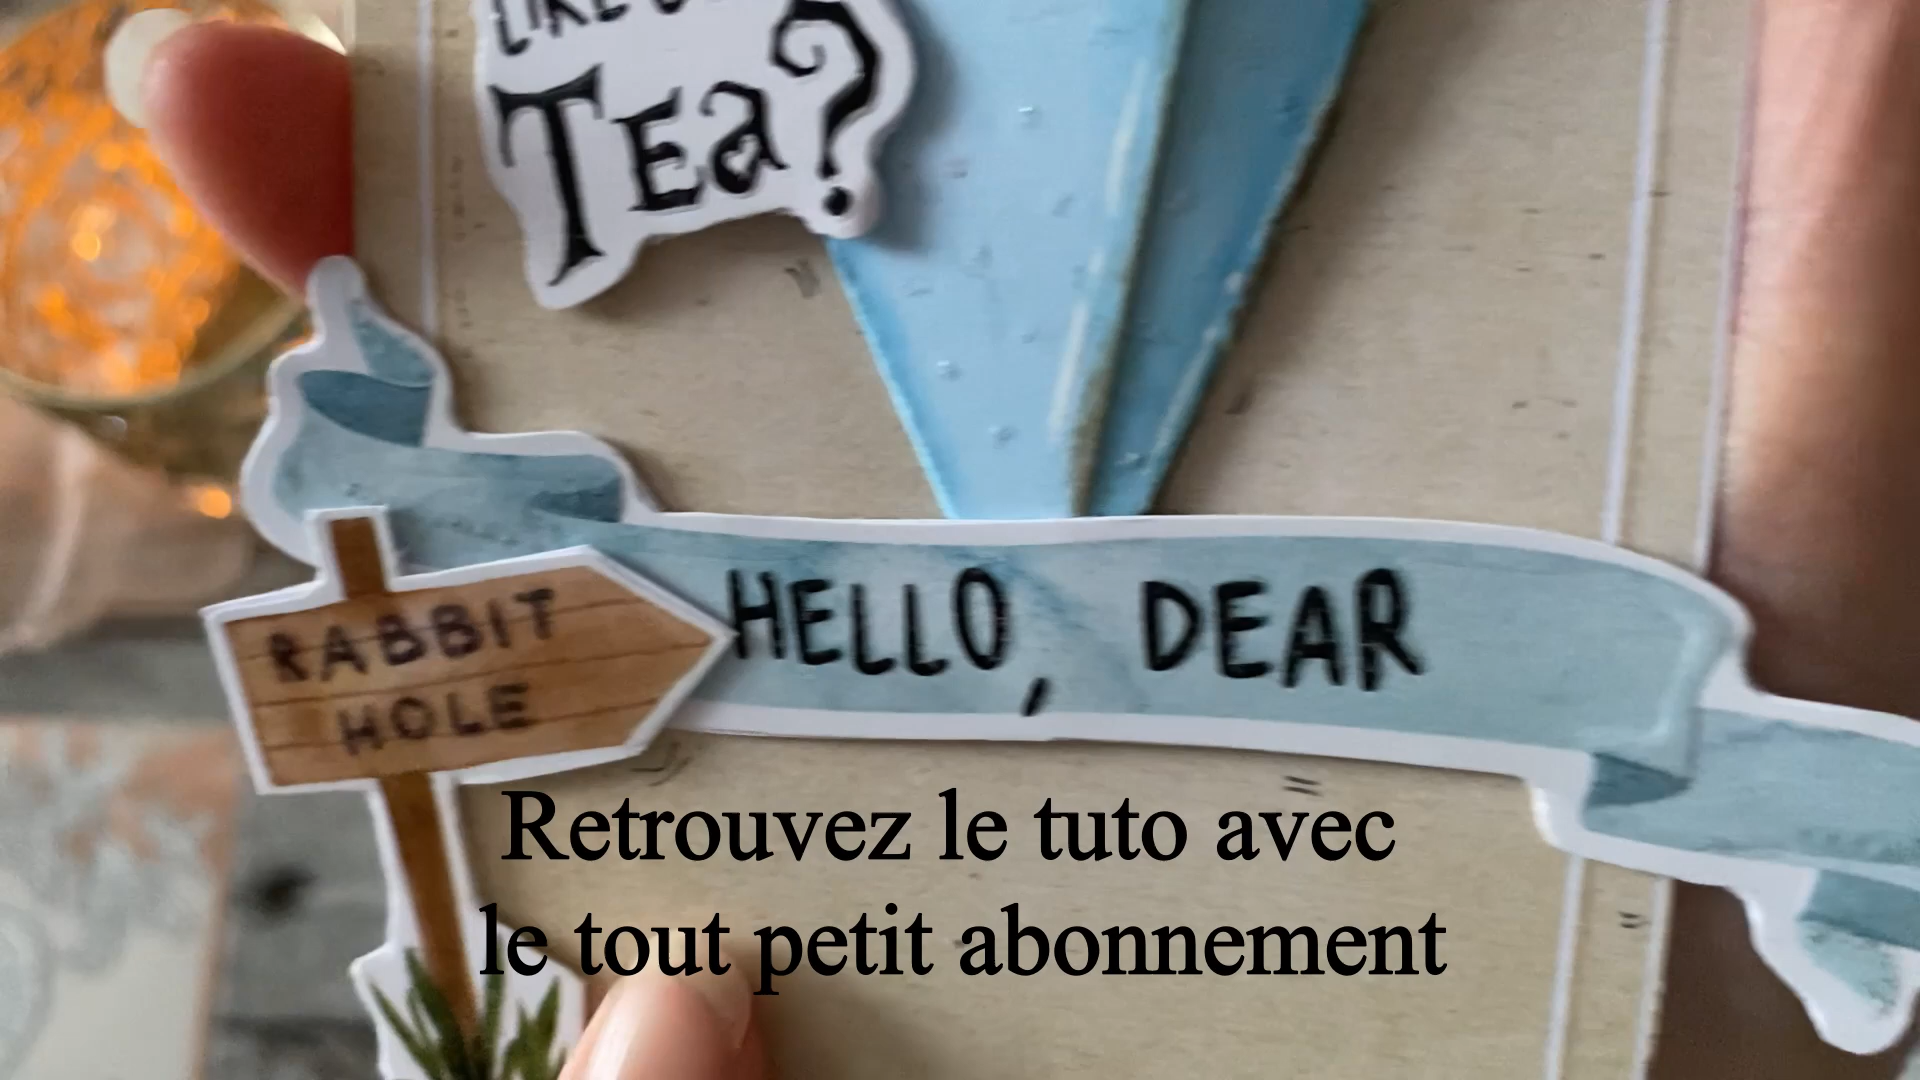 Tea?
HELLO, DEAR
RABBIT
HOLE
Retrouvez le tuto avec
le tout petit abonnement